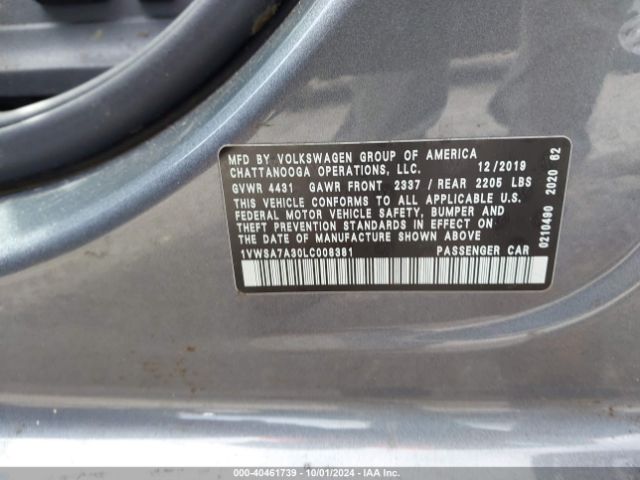 MFD BY VOLKSWAGEN GROUP OF AMERICA
CHATTANOOGA OPERATIONS, LLC. 12/2019
GVWR 4431 GAWR FRONT 2337 / REAR 2205 LBS
THIS VEHICLE CONFORMS TO ALL APPLICABLE U.S.
FEDERAL MOTOR VEHICLE SAFETY, BUMPER AND
THEFT PREVENTION STANDARDS IN EFFECT ON
THE DATE OF MANUFACTURE SHOWN ABOVE
1VWSA7A30LC008381 PASSENGER CAR
0210490 2020 62
000-40461739 - 10/01/2024 - COPYRIGHT IAA, LLC.